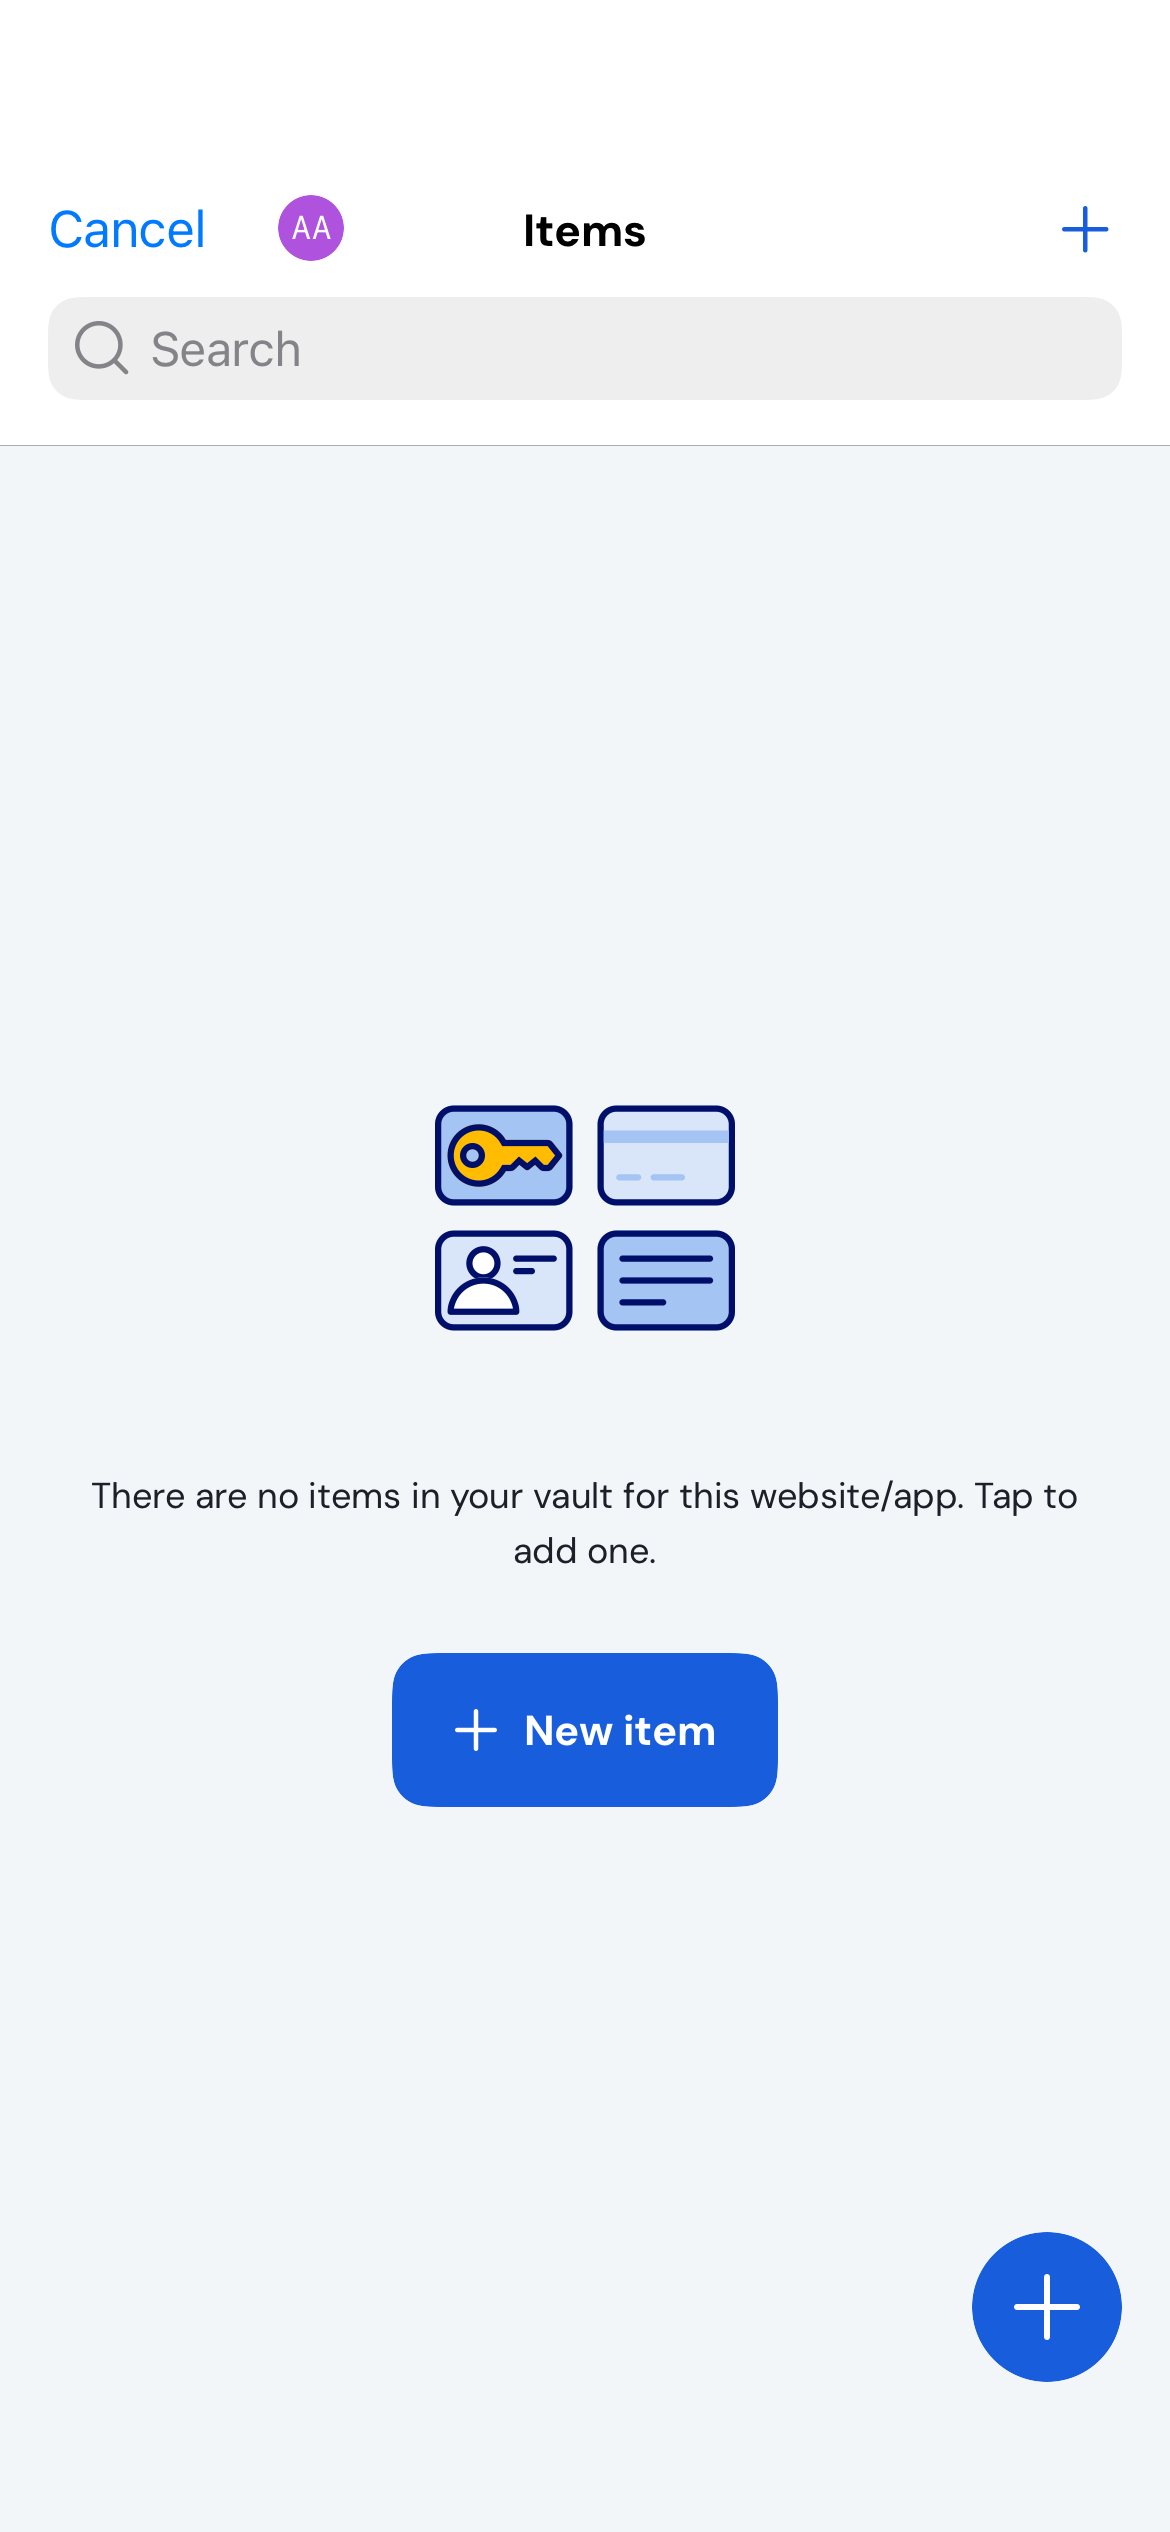 Cancel AA Items
Search
There are no items in your vault for this website/app. Tap to
add one.
New item